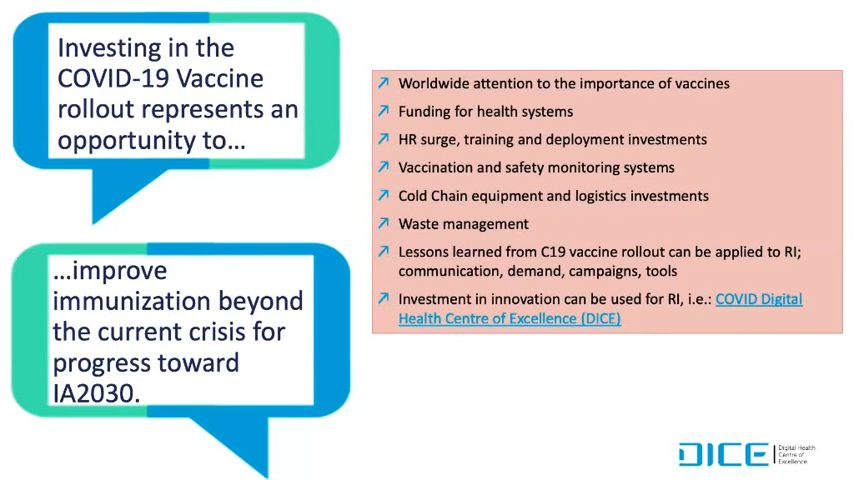 Investing in the
COVID-19 Vaccine
rollout represents an
opportunity to…
…improve
immunization beyond
the current crisis for
progress toward
IA2030.
Worldwide attention to the importance of vaccines
Funding for health systems
HR surge, training and deployment investments
Vaccination and safety monitoring systems
Cold Chain equipment and logistics investments
Waste management
Lessons learned from C19 vaccine rollout can be applied to RI;
communication, demand, campaigns, tools
Investment in innovation can be used for RI, i.e.: COVID Digital
Health Centre of Excellence (DICE)
DICE
Digital Health
Centre of
Excellence